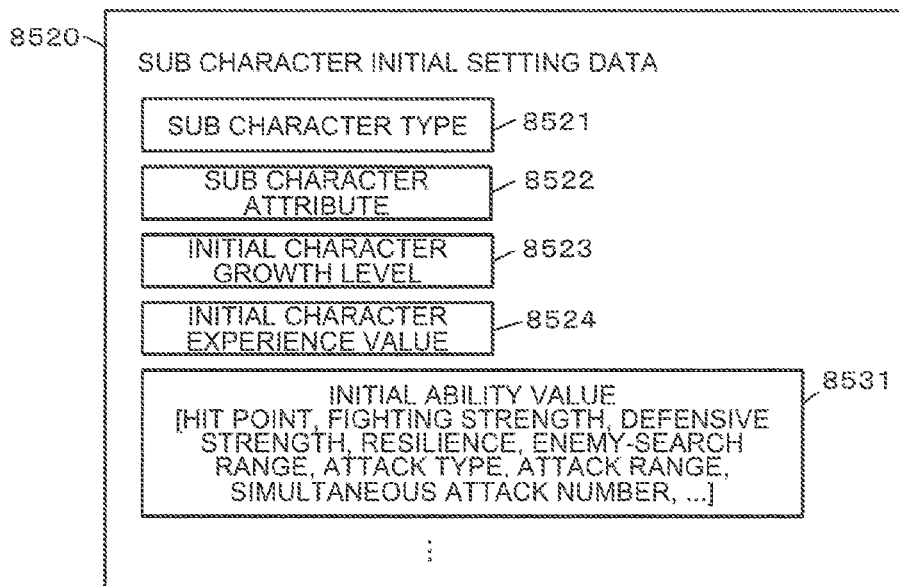 8520
SUB CHARACTER INITIAL SETTING DATA
SUB CHARACTER TYPE
8521
SUB CHARACTER
ATTRIBUTE
8522
INITIAL CHARACTER
GROWTH LEVEL
8523
INITIAL CHARACTER
EXPERIENCE VALUE
8524
8531
INITIAL ABILITY VALUE
[HIT POINT, FIGHTING STRENGTH, DEFENSIVE
STRENGTH, RESILIENCE, ENEMY-SEARCH
RANGE, ATTACK TYPE, ATTACK RANGE,
SIMULTANEOUS ATTACK NUMBER, ...]
⋮